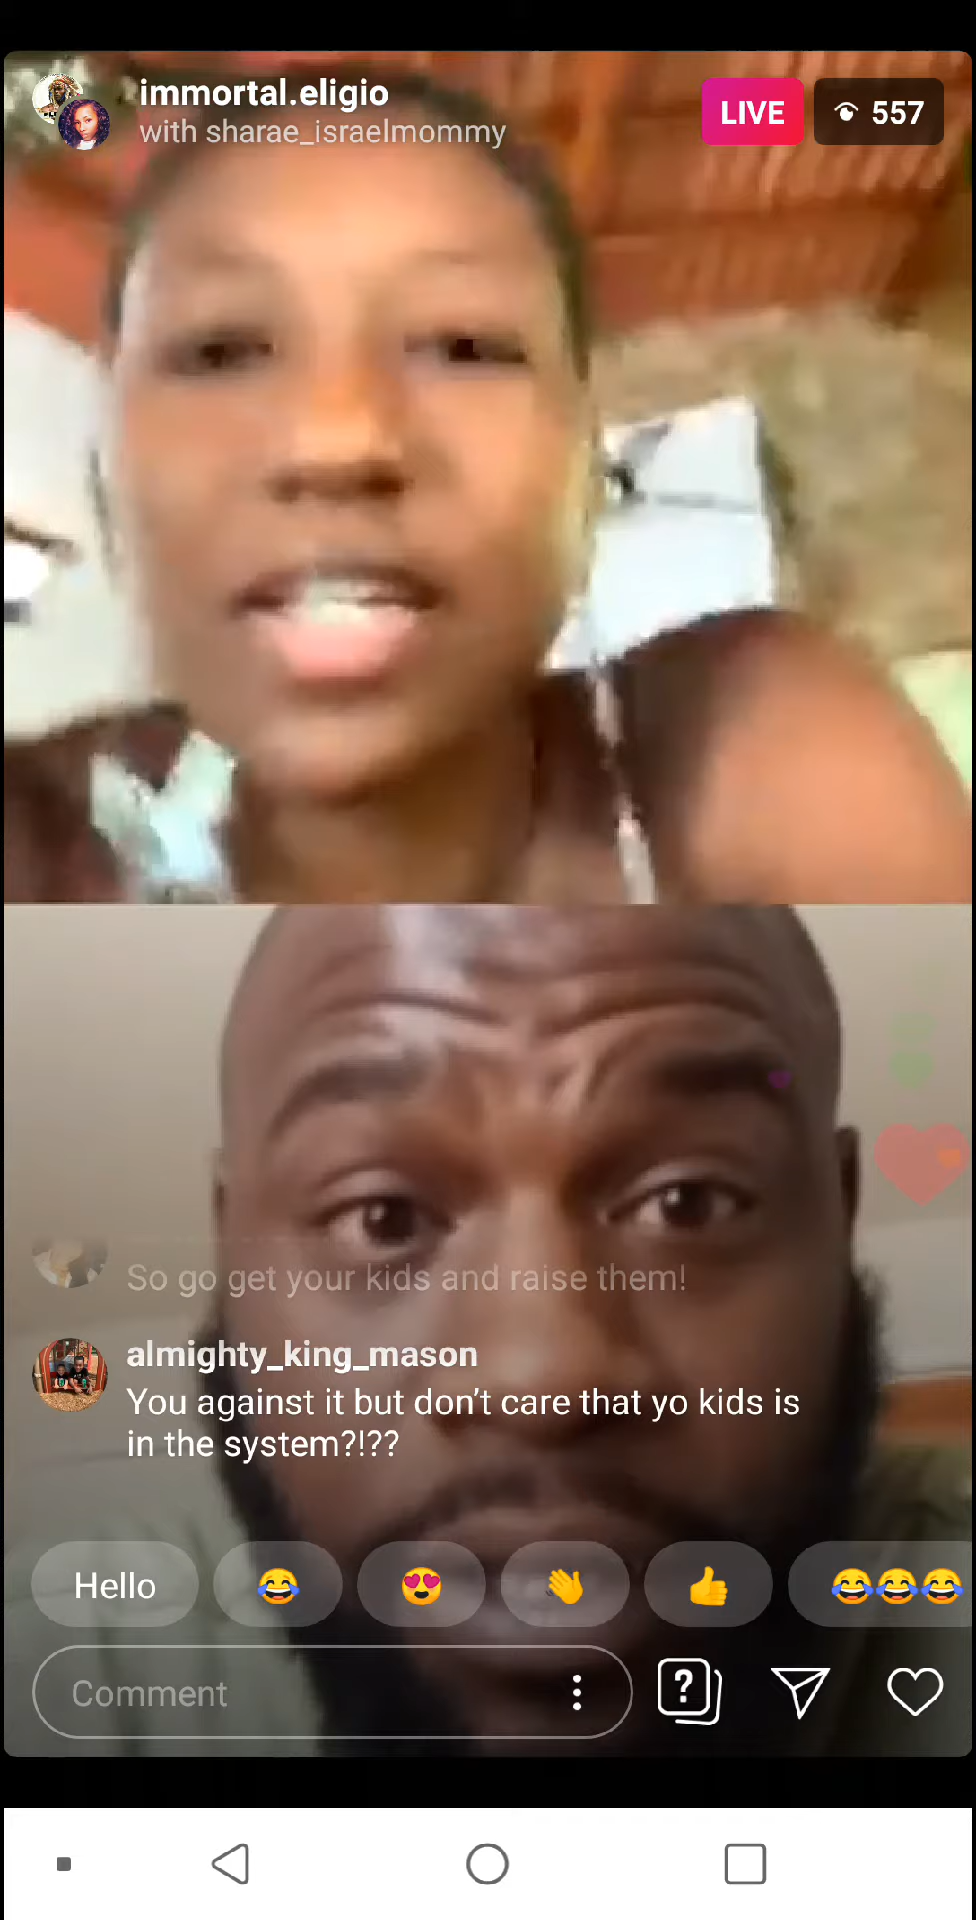 immortal.eligio
with sharae_israelmommy
LIVE
557
So go get your kids and raise them!
almighty_king_mason
You against it but don't care that yo kids is
in the system?!??
Hello
😂
😍
👋
👍
😂😂😂
Comment
?